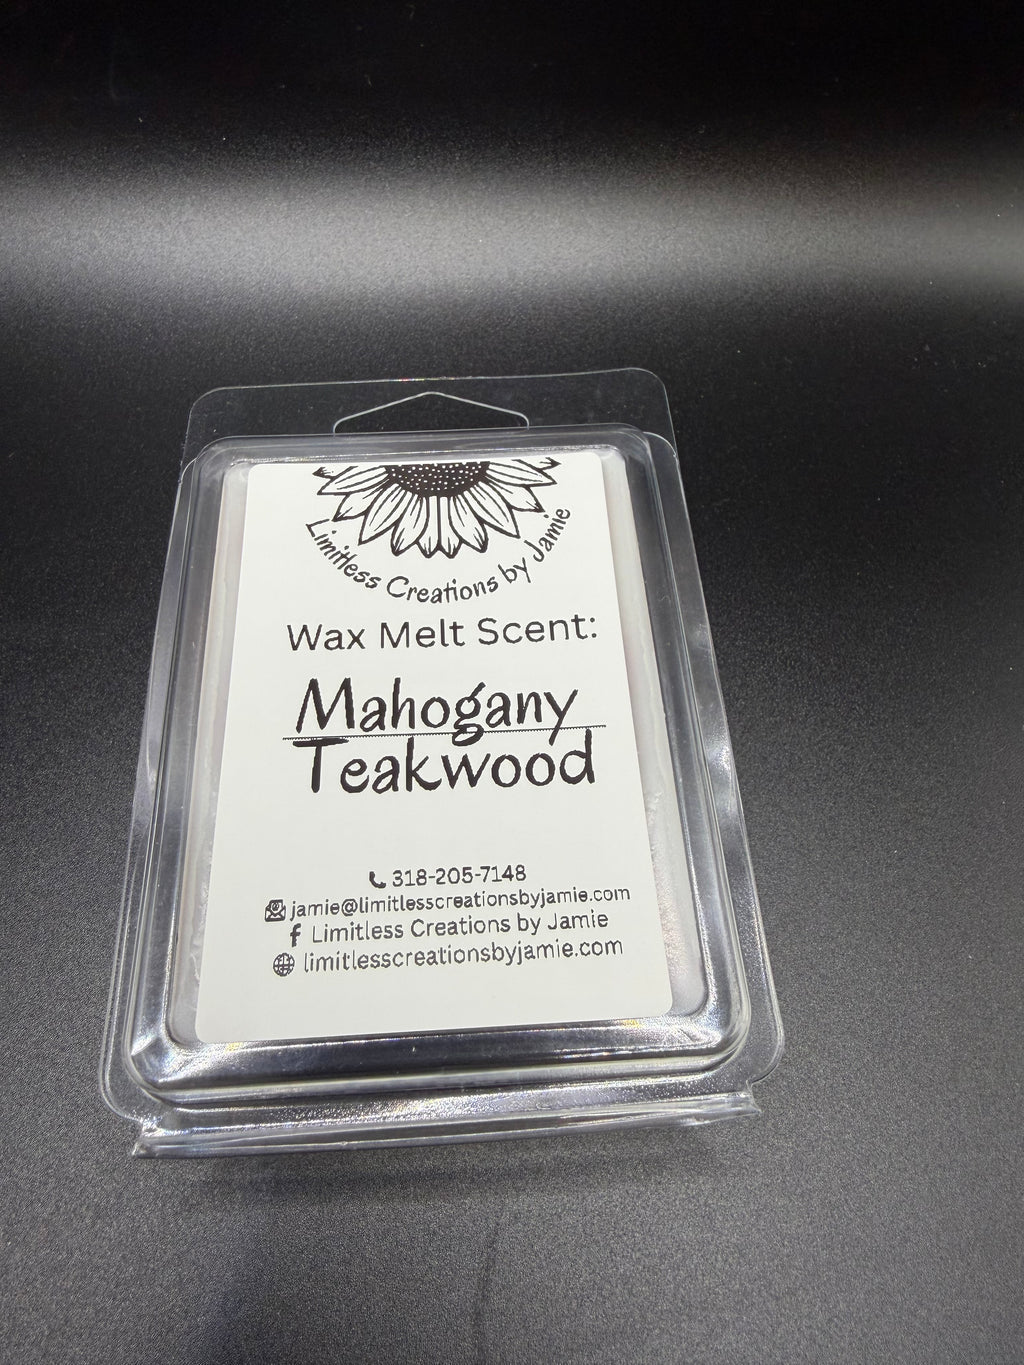 Limitless Creations by Jamie
Wax Melt Scent:
Mahogany
Teakwood
318-205-7148
jamie@limitlesscreationsbyjamie.com
Limitless Creations by Jamie
limitlesscreationsbyjamie.com